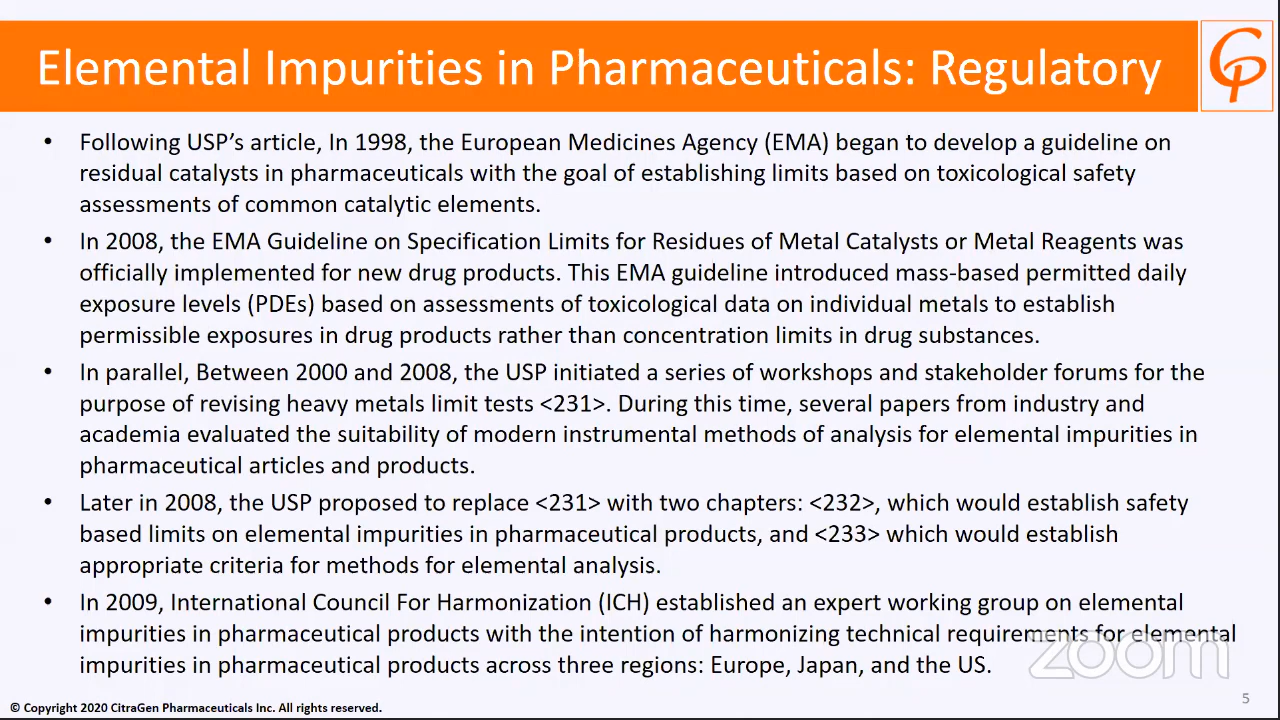 Elemental Impurities in Pharmaceuticals: Regulatory
• Following USP’s article, In 1998, the European Medicines Agency (EMA) began to develop a guideline on
residual catalysts in pharmaceuticals with the goal of establishing limits based on toxicological safety
assessments of common catalytic elements.
• In 2008, the EMA Guideline on Specification Limits for Residues of Metal Catalysts or Metal Reagents was
officially implemented for new drug products. This EMA guideline introduced mass-based permitted daily
exposure levels (PDEs) based on assessments of toxicological data on individual metals to establish
permissible exposures in drug products rather than concentration limits in drug substances.
• In parallel, Between 2000 and 2008, the USP initiated a series of workshops and stakeholder forums for the
purpose of revising heavy metals limit tests <231>. During this time, several papers from industry and
academia evaluated the suitability of modern instrumental methods of analysis for elemental impurities in
pharmaceutical articles and products.
• Later in 2008, the USP proposed to replace <231> with two chapters: <232>, which would establish safety
based limits on elemental impurities in pharmaceutical products, and <233> which would establish
appropriate criteria for methods for elemental analysis.
• In 2009, International Council For Harmonization (ICH) established an expert working group on elemental
impurities in pharmaceutical products with the intention of harmonizing technical requirements for elemental
impurities in pharmaceutical products across three regions: Europe, Japan, and the US.
zoom
© Copyright 2020 CitraGen Pharmaceuticals Inc. All rights reserved.
5